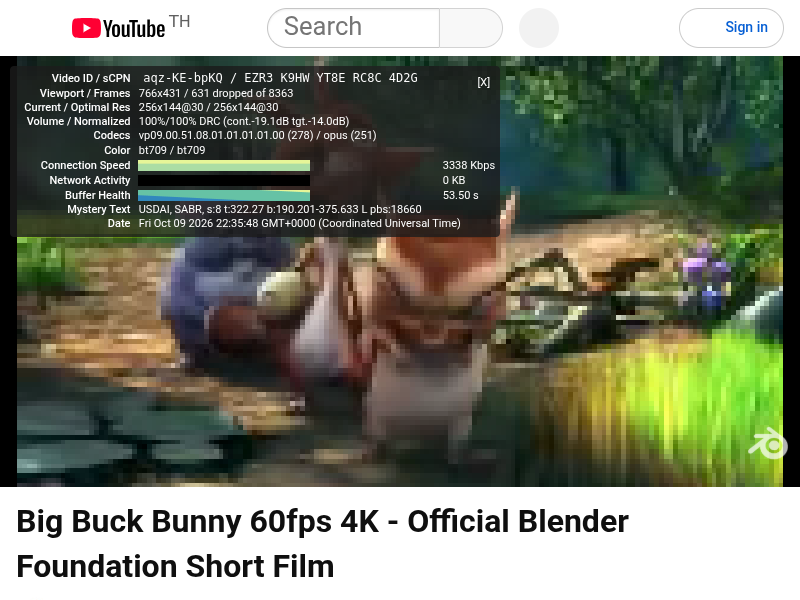 YouTube TH
Search
Sign in
Video ID / sCPN aqz-KE-bpKQ / EZR3 K9HW YT8E RC8C 4D2G
[X]
Viewport / Frames 766x431 / 631 dropped of 8363
Current / Optimal Res 256x144@30 / 256x144@30
Volume / Normalized 100%/100% DRC (cont.-19.1dB tgt.-14.0dB)
Codecs vp09.00.51.08.01.01.01.01.00 (278) / opus (251)
Color bt709 / bt709
Connection Speed 3338 Kbps
Network Activity 0 KB
Buffer Health 53.50 s
Mystery Text USDAI, SABR, s:8 t:322.27 b:190.201-375.633 L pbs:18660
Date Fri Oct 09 2026 22:35:48 GMT+0000 (Coordinated Universal Time)
Big Buck Bunny 60fps 4K - Official Blender
Foundation Short Film